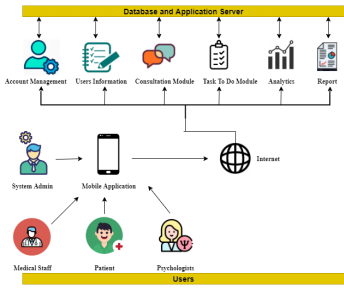 Database and Application Server
Account Management
Users Information
Consultation Module
Task To Do Module
Analytics
Report
System Admin
Mobile Application
Internet
Medical Staff
Patient
Psychologists
Users